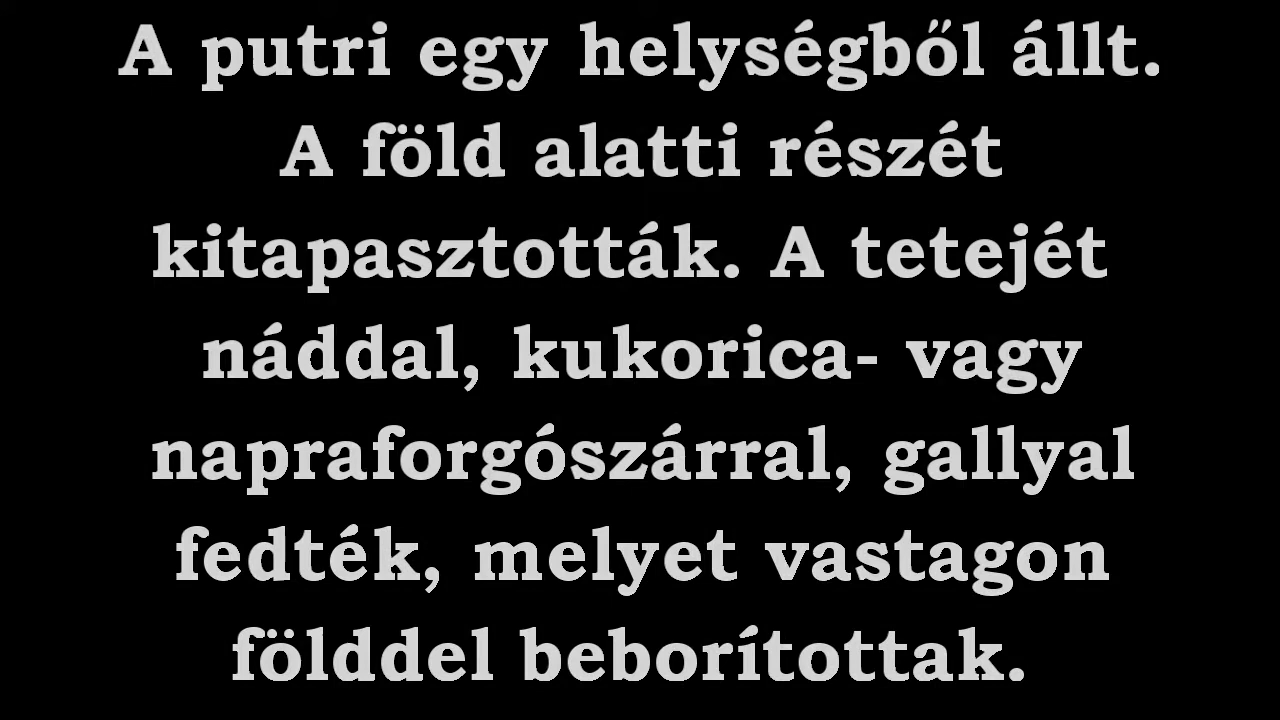 A putri egy helységből állt.
A föld alatti részét
kitapasztották. A tetejét
náddal, kukorica- vagy
napraforgószárral, gallyal
fedték, melyet vastagon
földdel beborítottak.